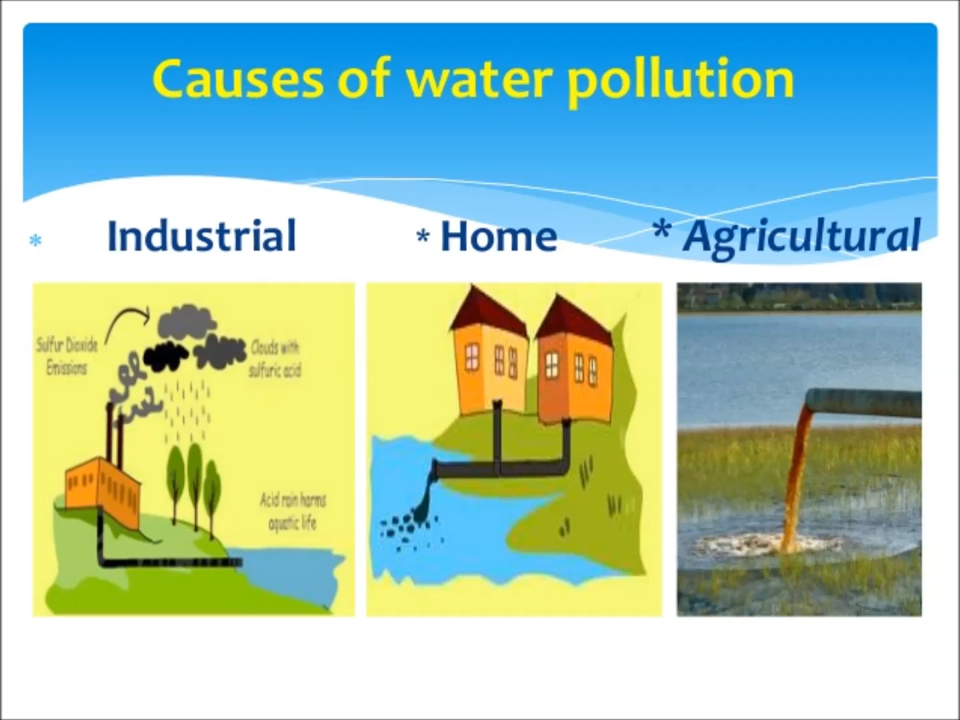 Causes of water pollution
* Industrial * Home * Agricultural
Sulfur Dioxide
Emissions
Clouds with
sulfuric acid
Acid rain harms
aquatic life